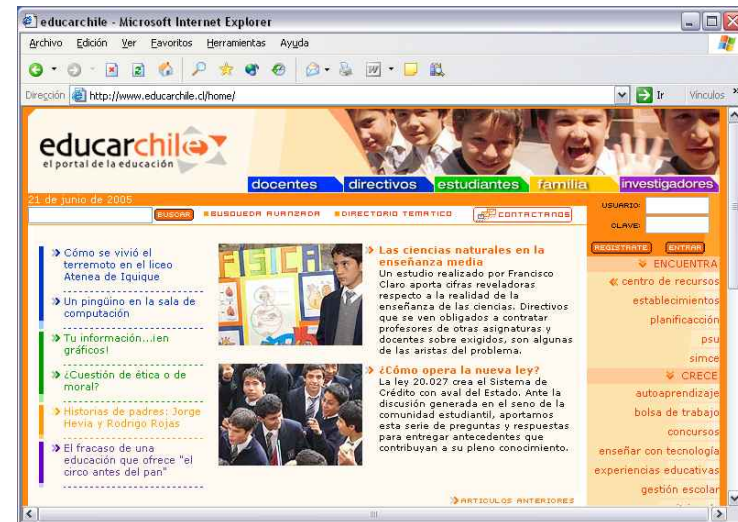 educarchile - Microsoft Internet Explorer
Archivo Edición Ver Favoritos Herramientas Ayuda
Dirección http://www.educarchile.cl/home/ Ir Vínculos »
educarchile
el portal de la educación
docentes directivos estudiantes familia investigadores
21 de junio de 2005
BUSCAR BUSQUEDA AVANZADA DIRECTORIO TEMATICO CONTACTANOS
USUARIO:
CLAVE:
REGISTRATE ENTRAR
Cómo se vivió el
terremoto en el liceo
Atenea de Iquique
Un pingüino en la sala de
computación
Tu información...¡en
gráficos!
¿Cuestión de ética o de
moral?
Historias de padres: Jorge
Hevia y Rodrigo Rojas
El fracaso de una
educación que ofrece "el
circo antes del pan"
FISICA
Las ciencias naturales en la
enseñanza media
Un estudio realizado por Francisco
Claro aporta cifras reveladoras
respecto a la realidad de la
enseñanza de las ciencias. Directivos
que se ven obligados a contratar
profesores de otras asignaturas y
docentes sobre exigidos, son algunas
de las aristas del problema.
¿Cómo opera la nueva ley?
La ley 20.027 crea el Sistema de
Crédito con aval del Estado. Ante la
discusión generada en el seno de la
comunidad estudiantil, aportamos
esta serie de preguntas y respuestas
para entregar antecedentes que
contribuyan a su pleno conocimiento.
ARTICULOS ANTERIORES
ENCUENTRA
centro de recursos
establecimientos
planificacción
psu
simce
CRECE
autoaprendizaje
bolsa de trabajo
concursos
enseñar con tecnología
experiencias educativas
gestión escolar